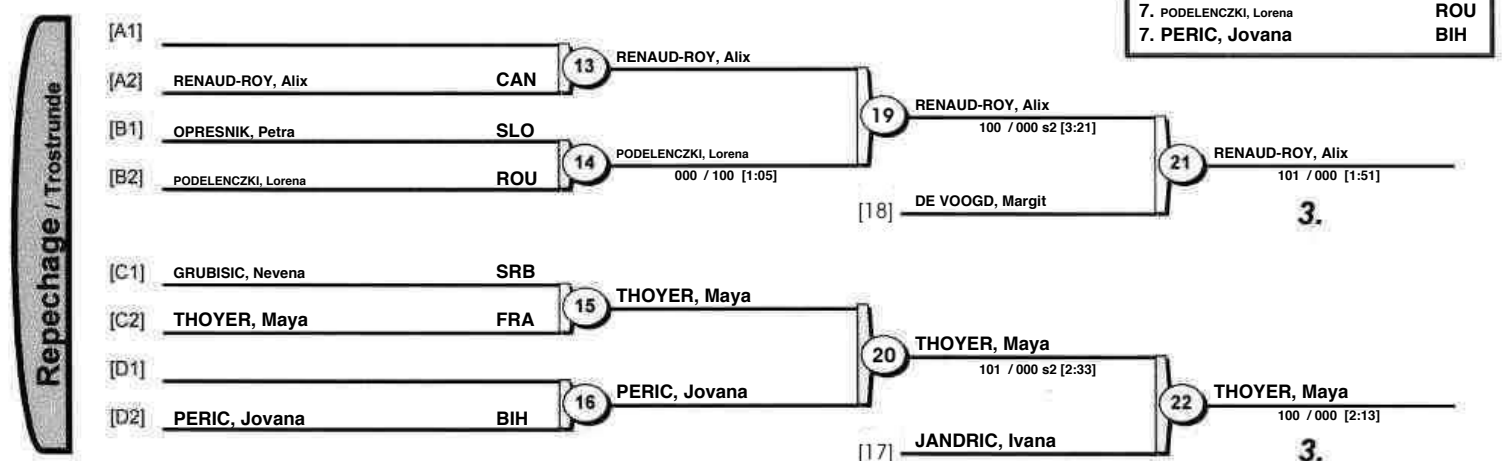 7. PODELENCZKI, Lorena ROU
7. PERIC, Jovana BIH
Repechage / Trostrunde
[A1]
[A2] RENAUD-ROY, Alix CAN
13 RENAUD-ROY, Alix
[B1] OPRESNIK, Petra SLO
[B2] PODELENCZKI, Lorena ROU
14 PODELENCZKI, Lorena
000 / 100 [1:05]
19 RENAUD-ROY, Alix
100 / 000 s2 [3:21]
[18] DE VOOGD, Margit
21 RENAUD-ROY, Alix
101 / 000 [1:51]
3.
[C1] GRUBISIC, Nevena SRB
[C2] THOYER, Maya FRA
15 THOYER, Maya
[D1]
[D2] PERIC, Jovana BIH
16 PERIC, Jovana
20 THOYER, Maya
101 / 000 s2 [2:33]
[17] JANDRIC, Ivana
22 THOYER, Maya
100 / 000 [2:13]
3.